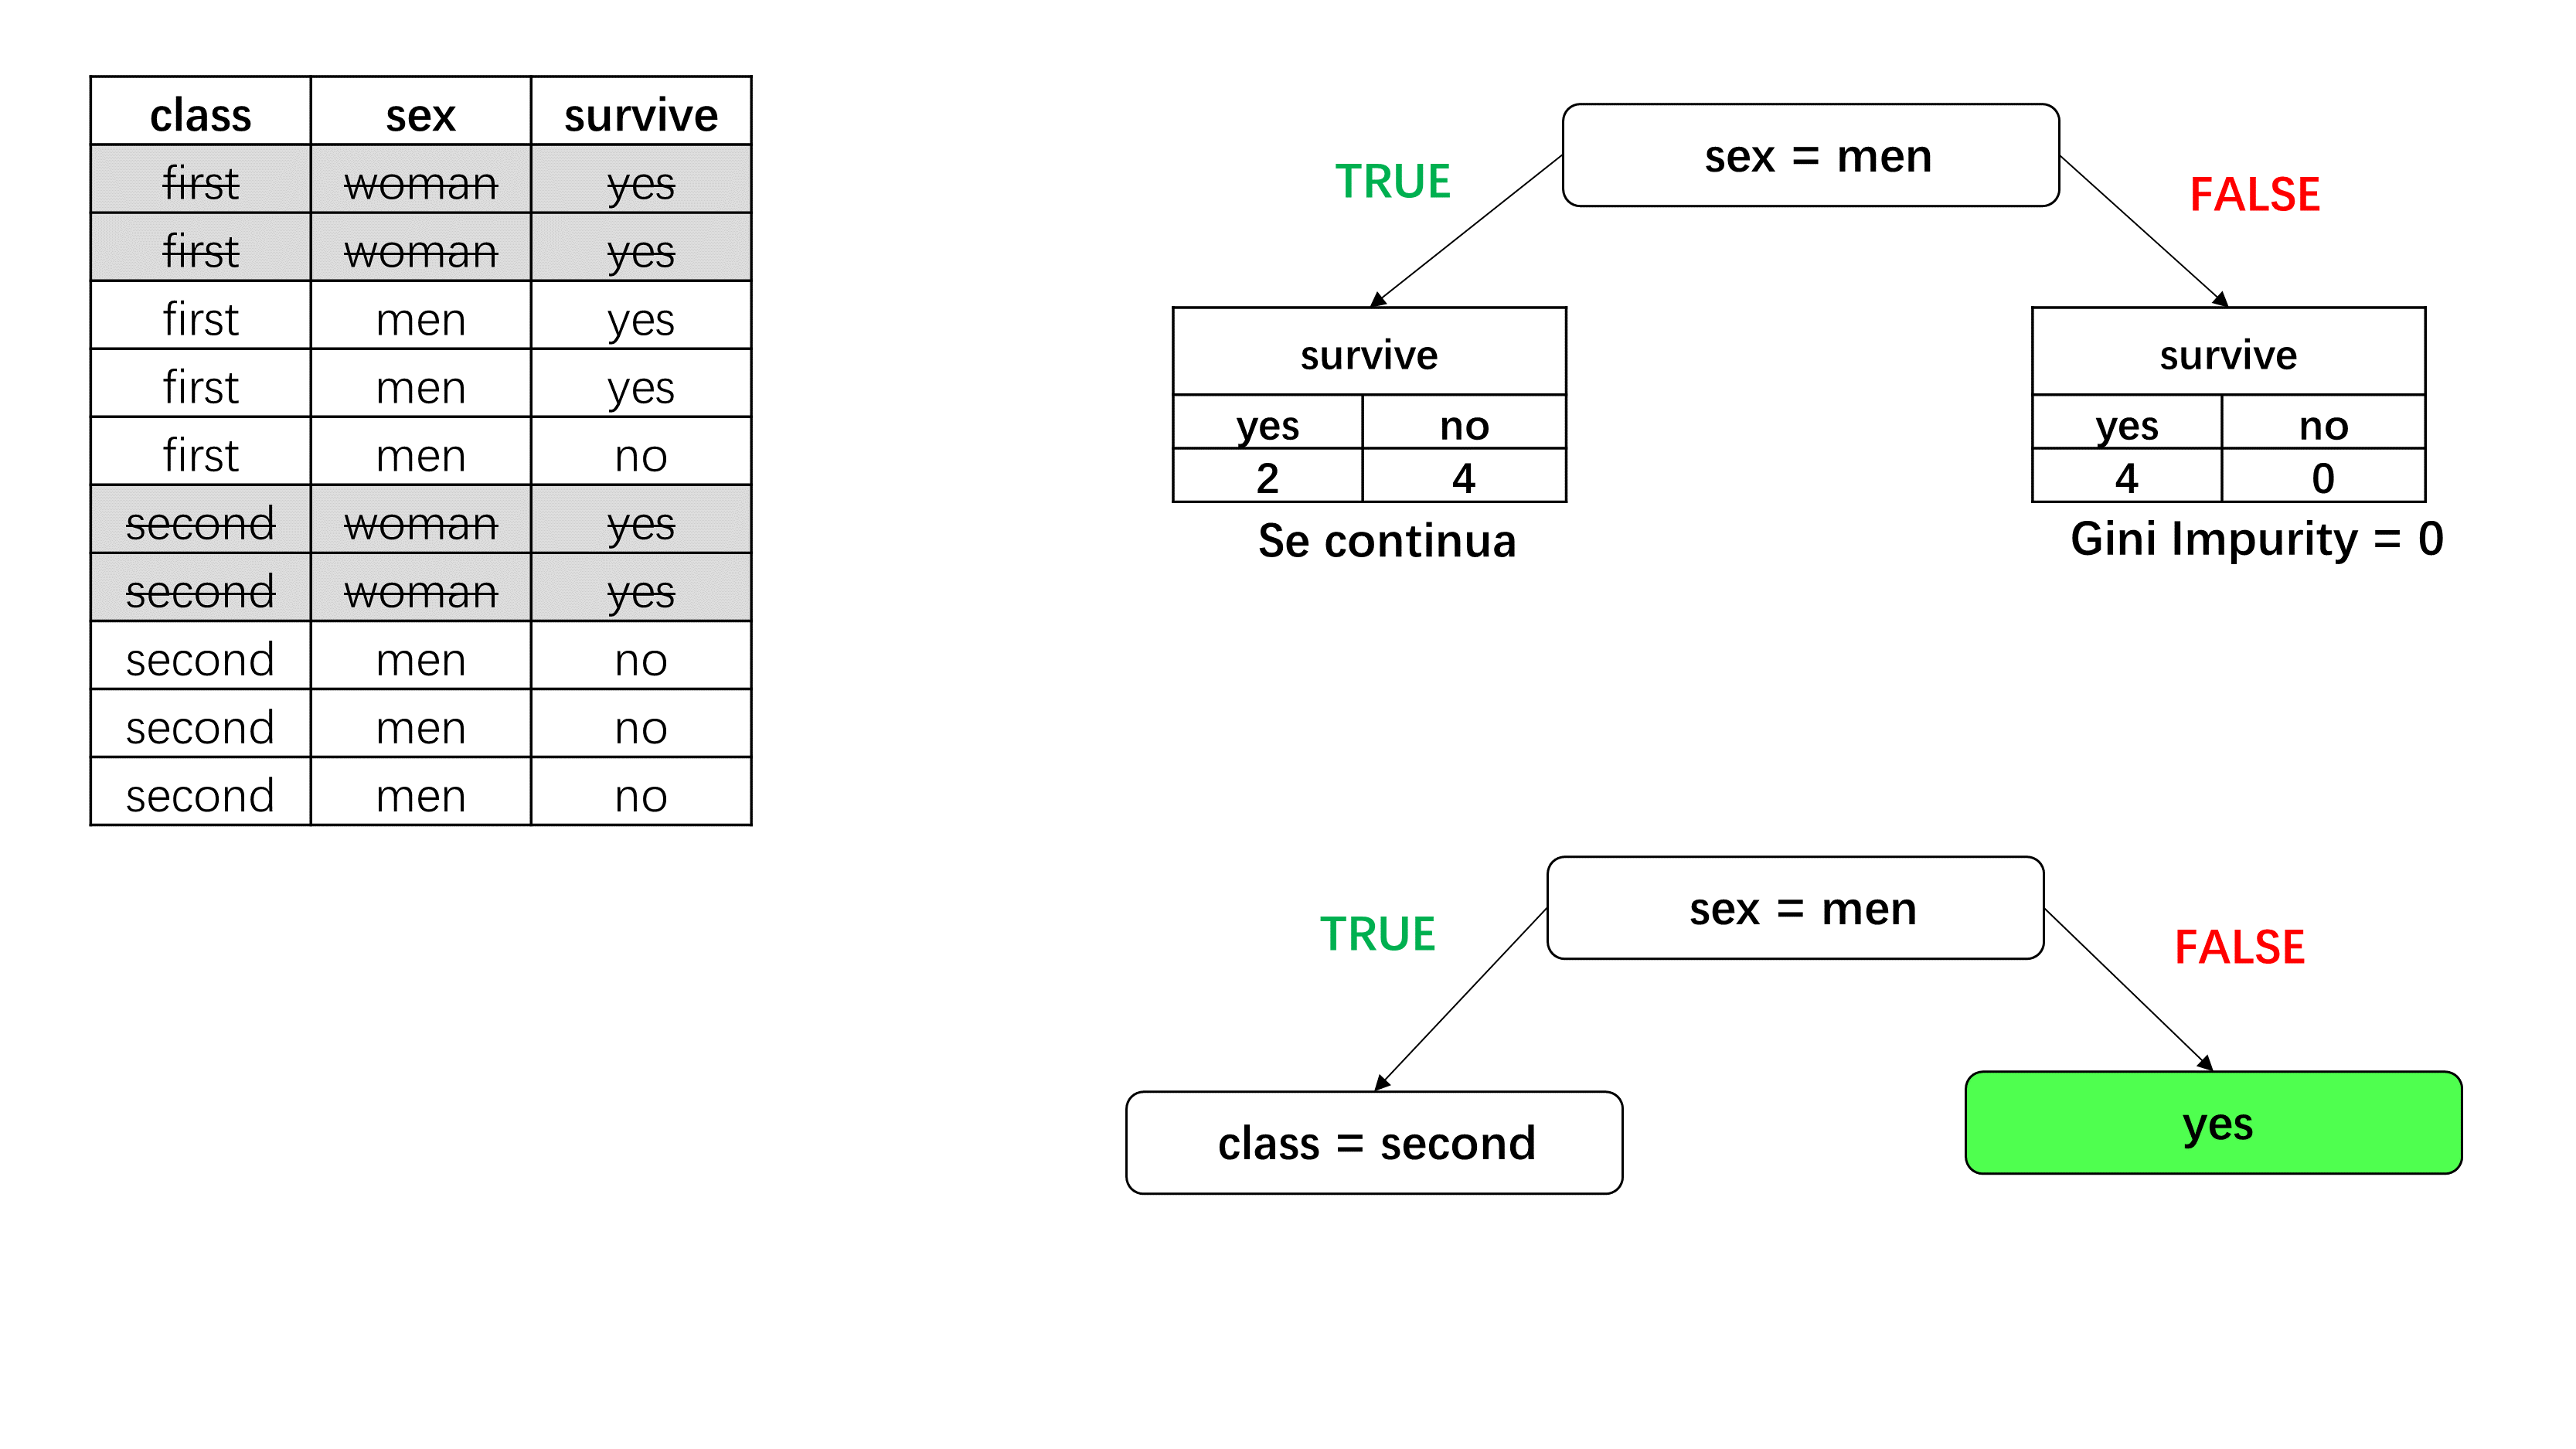 class sex survive
first woman yes
first woman yes
first men yes
first men yes
first men no
second woman yes
second woman yes
second men no
second men no
second men no
sex = men
TRUE
FALSE
survive
yes no
2 4
Se continua
survive
yes no
4 0
Gini Impurity = 0
sex = men
TRUE
FALSE
class = second
yes